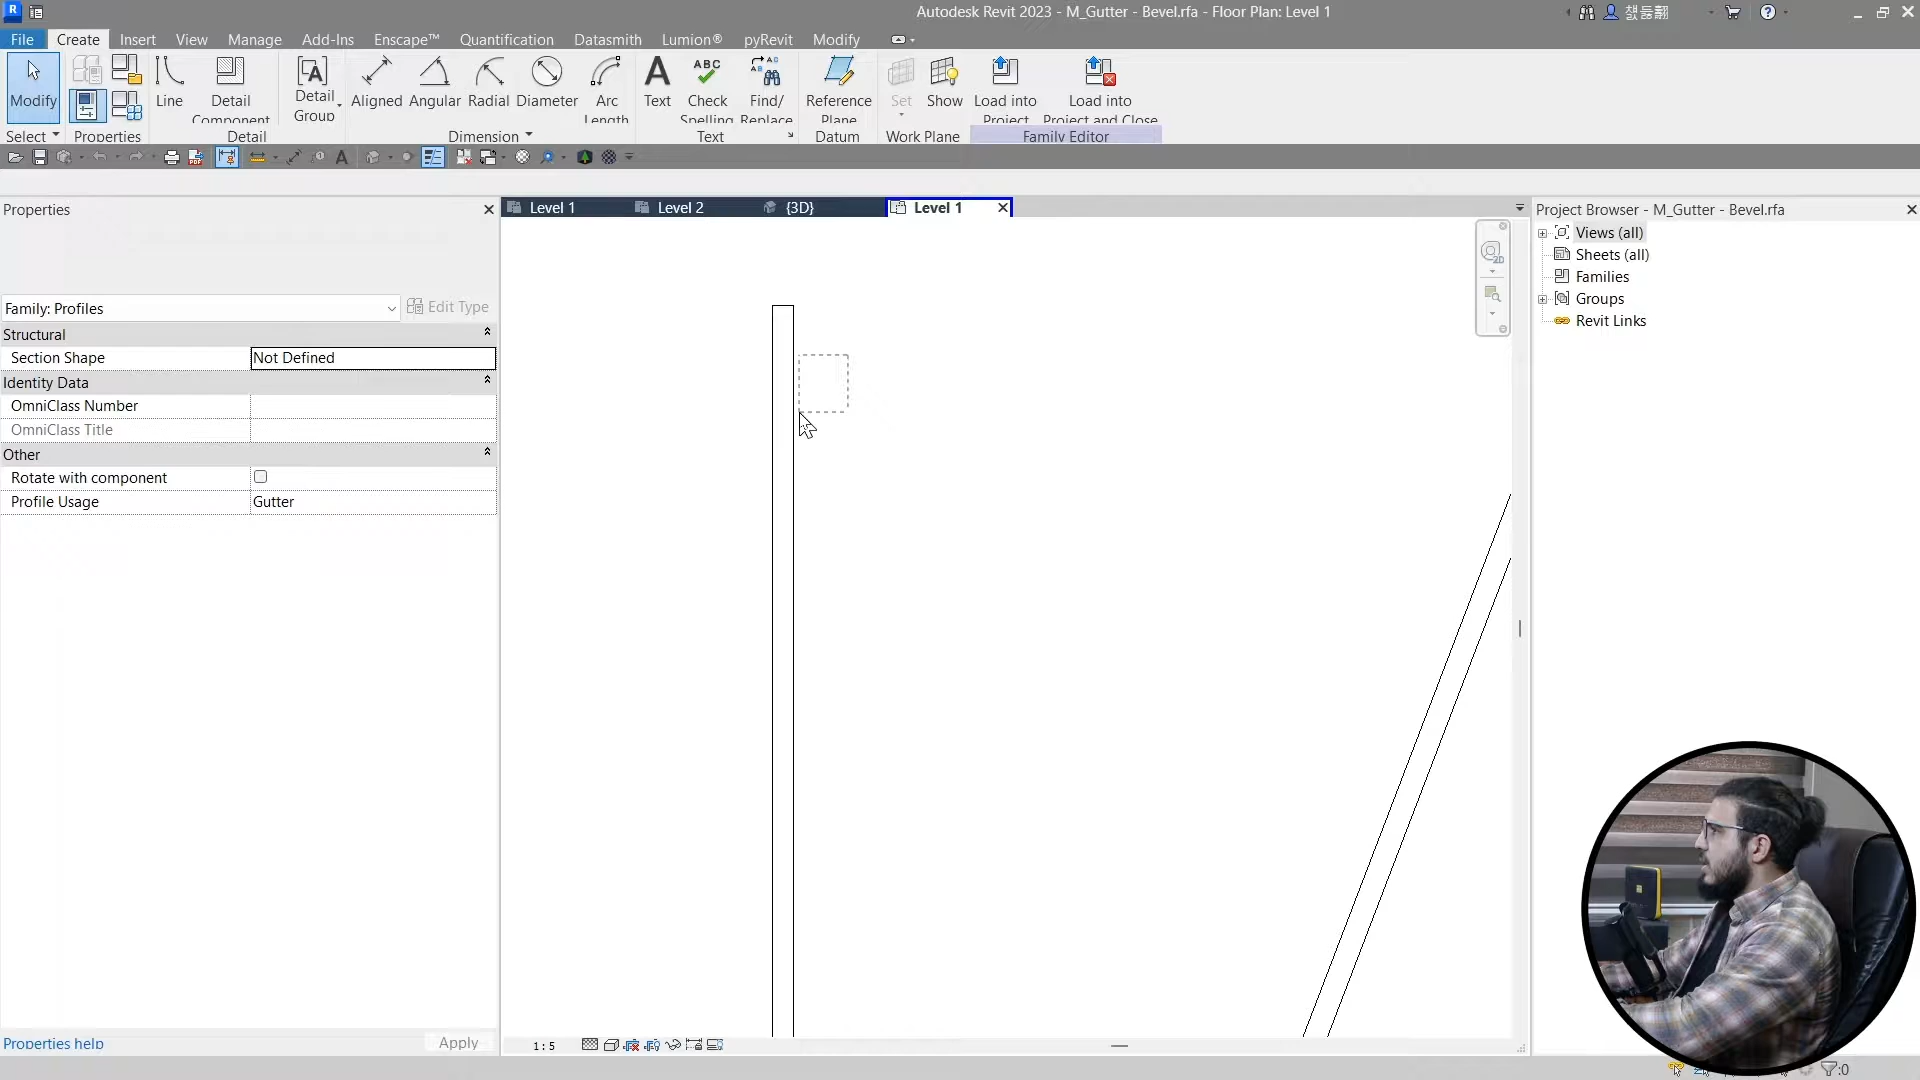 Autodesk Revit 2023 - M_Gutter - Bevel.rfa - Floor Plan: Level 1
File Create Insert View Manage Add-Ins Enscape™ Quantification Datasmith Lumion® pyRevit Modify
Modify
Line
Detail
Component
Detail
Group
Aligned Angular Radial Diameter
Arc
Length
Text
ABC
Check
Spelling
Find/
Replace
Reference
Plane
Set Show
Load into
Project
Load into
Project and Close
Select Properties Detail Dimension Text Datum Work Plane Family Editor
Properties
Level 1 Level 2 {3D} Level 1
Project Browser - M_Gutter - Bevel.rfa
Views (all)
Sheets (all)
Families
Groups
Revit Links
Family: Profiles Edit Type
Structural
Section Shape Not Defined
Identity Data
OmniClass Number
OmniClass Title
Other
Rotate with component
Profile Usage Gutter
2D
Properties help Apply
1 : 5
:0